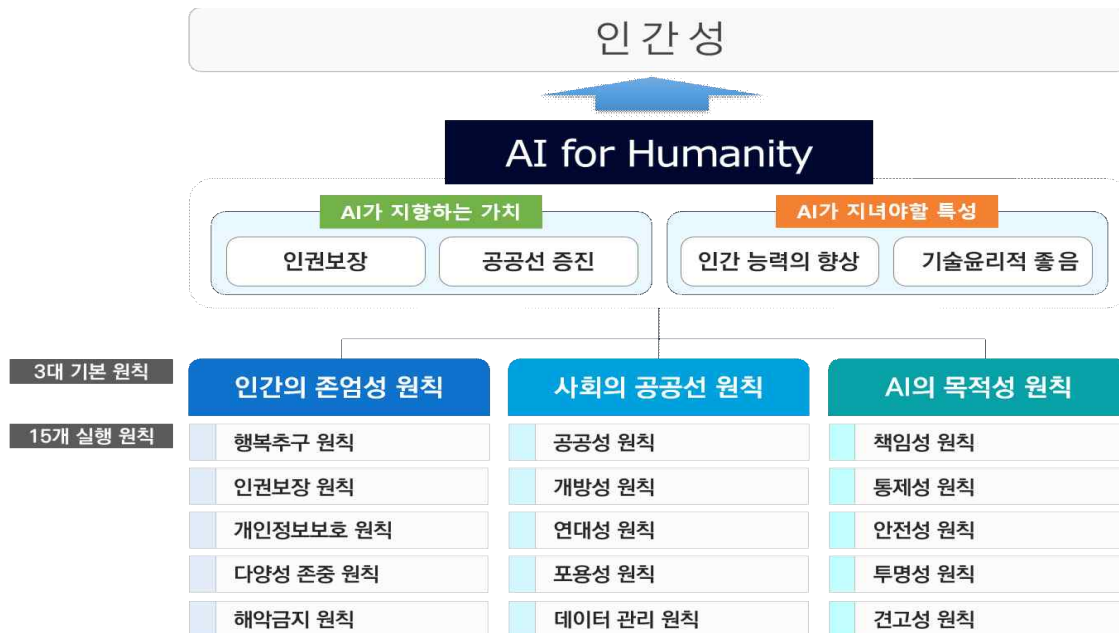 인간성
AI for Humanity
AI가 지향하는 가치
AI가 지녀야할 특성
인권보장
공공선 증진
인간 능력의 향상
기술윤리적 좋음
3대 기본 원칙
인간의 존엄성 원칙
사회의 공공선 원칙
AI의 목적성 원칙
15개 실행 원칙
행복추구 원칙
공공성 원칙
책임성 원칙
인권보장 원칙
개방성 원칙
통제성 원칙
개인정보보호 원칙
연대성 원칙
안전성 원칙
다양성 존중 원칙
포용성 원칙
투명성 원칙
해악금지 원칙
데이터 관리 원칙
견고성 원칙